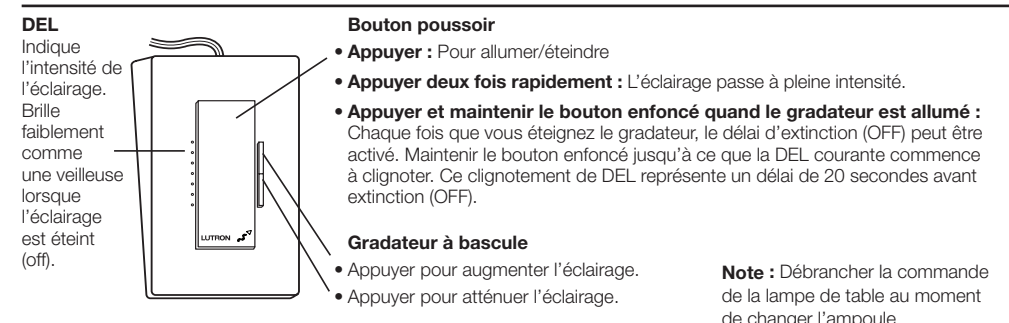 DEL
Indique
l'intensité de
l'éclairage.
Brille
faiblement
comme
une veilleuse
lorsque
l'éclairage
est éteint
(off).
LUTRON
Bouton poussoir
• Appuyer : Pour allumer/éteindre
• Appuyer deux fois rapidement : L'éclairage passe à pleine intensité.
• Appuyer et maintenir le bouton enfoncé quand le gradateur est allumé :
Chaque fois que vous éteignez le gradateur, le délai d'extinction (OFF) peut être
activé. Maintenir le bouton enfoncé jusqu'à ce que la DEL courante commence
à clignoter. Ce clignotement de DEL représente un délai de 20 secondes avant
extinction (OFF).
Gradateur à bascule
• Appuyer pour augmenter l'éclairage.
• Appuyer pour atténuer l'éclairage.
Note : Débrancher la commande
de la lampe de table au moment
de changer l'ampoule